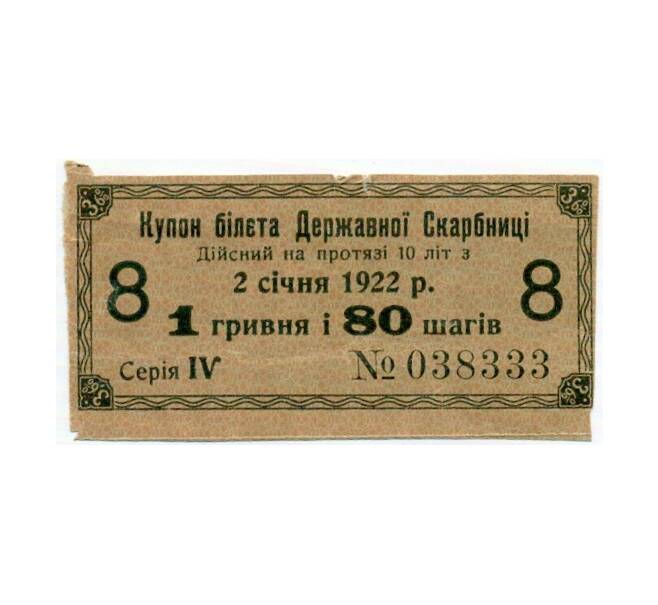 Купон білєта Державної Скарбниці
Дійсний на протязі 10 літ з
2 січня 1922 р.
8 8
1 гривня і 80 шагів
Серія IV № 038333